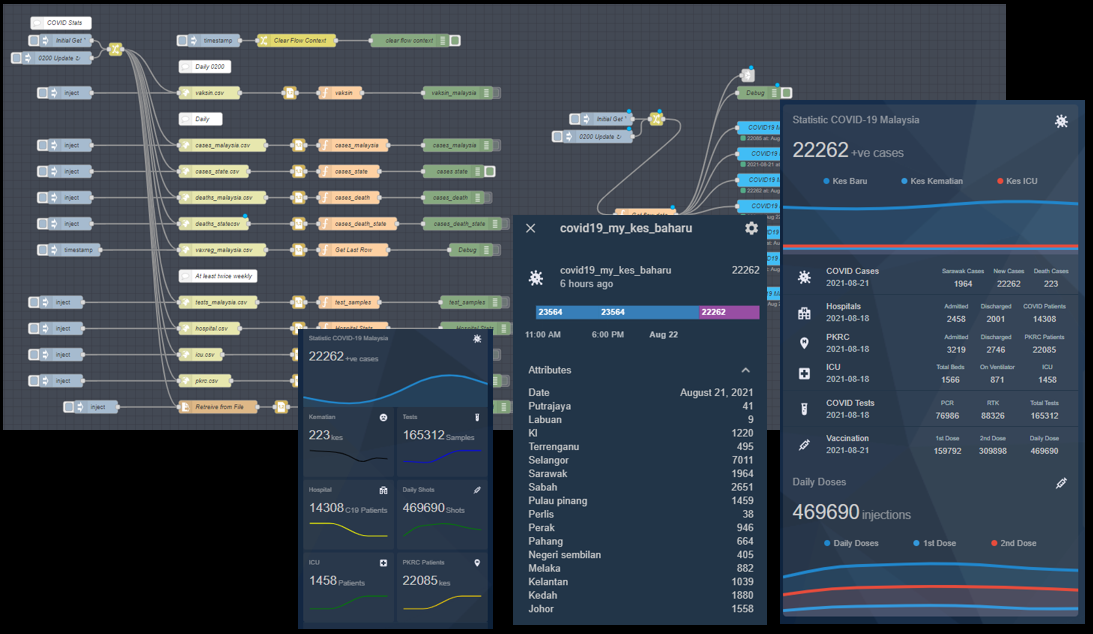 COVID Stats
Initial Get
0200 Update
timestamp
Clear Flow Context
clear flow context
Daily 0200
inject
vaksin.csv
vaksin
vaksin_malaysia
Daily
inject
cases_malaysia.csv
cases_malaysia
cases_malaysia
inject
cases_state.csv
cases_state
cases state
inject
deaths_malaysia.csv
cases_death
cases_death
inject
deaths_statecsv
cases_death_state
cases_death_state
timestamp
vaxreg_malaysia.csv
Get Last Row
Debug
At least twice weekly
inject
tests_malaysia.csv
test_samples
test_samples
inject
hospital.csv
Hospital Stats
Hospital Stats
inject
icu.csv
inject
pkrc.csv
inject
Retreive from File
Debug
Initial Get
0200 Update
COVID19 M
COVID19
COVID19 M
COVID19
Statistic COVID-19 Malaysia
22262 +ve cases
Kematian
223 kes
Tests
165312 Samples
Hospital
14308 C19 Patients
Daily Shots
469690 Shots
ICU
1458 Patients
PKRC Patients
22085 kes
covid19_my_kes_baharu
covid19_my_kes_baharu 22262
6 hours ago
23564 23564 22262
11:00 AM 6:00 PM Aug 22
Attributes
Date August 21, 2021
Putrajaya 41
Labuan 9
Kl 1220
Terrenganu 495
Selangor 7011
Sarawak 1964
Sabah 2651
Pulau pinang 1459
Perlis 38
Perak 946
Pahang 664
Negeri sembilan 405
Melaka 882
Kelantan 1039
Kedah 1880
Johor 1558
Statistic COVID-19 Malaysia
22262 +ve cases
Kes Baru Kes Kematian Kes ICU
COVID Cases Sarawak Cases New Cases Death Cases
2021-08-21 1964 22262 223
Hospitals Admitted Discharged COVID Patients
2021-08-18 2458 2001 14308
PKRC Admitted Discharged PKRC Patients
2021-08-18 3219 2746 22085
ICU Total Beds On Ventilator ICU
2021-08-18 1566 871 1458
COVID Tests PCR RTK Total Tests
2021-08-18 76986 88326 165312
Vaccination 1st Dose 2nd Dose Daily Dose
2021-08-21 159792 309898 469690
Daily Doses
469690 injections
Daily Doses 1st Dose 2nd Dose